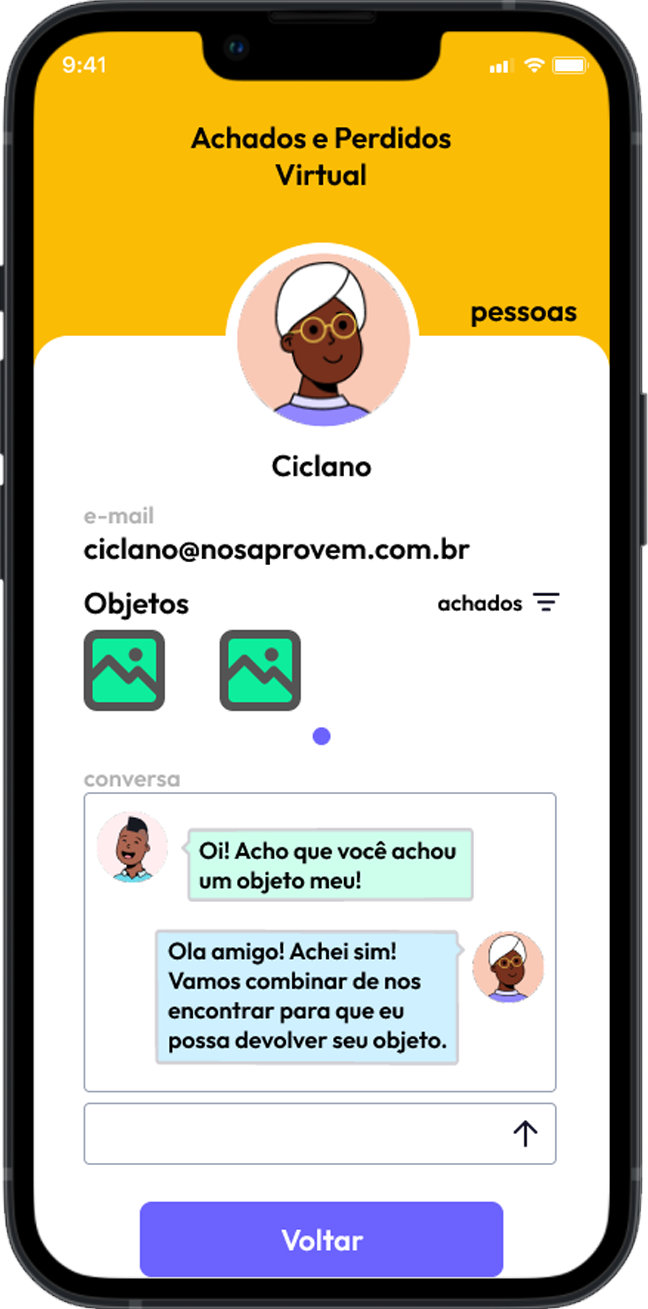 9:41
Achados e Perdidos
Virtual
pessoas
Ciclano
e-mail
ciclano@nosaprovem.com.br
Objetos
achados
conversa
Oi! Acho que você achou
um objeto meu!
Ola amigo! Achei sim!
Vamos combinar de nos
encontrar para que eu
possa devolver seu objeto.
Voltar